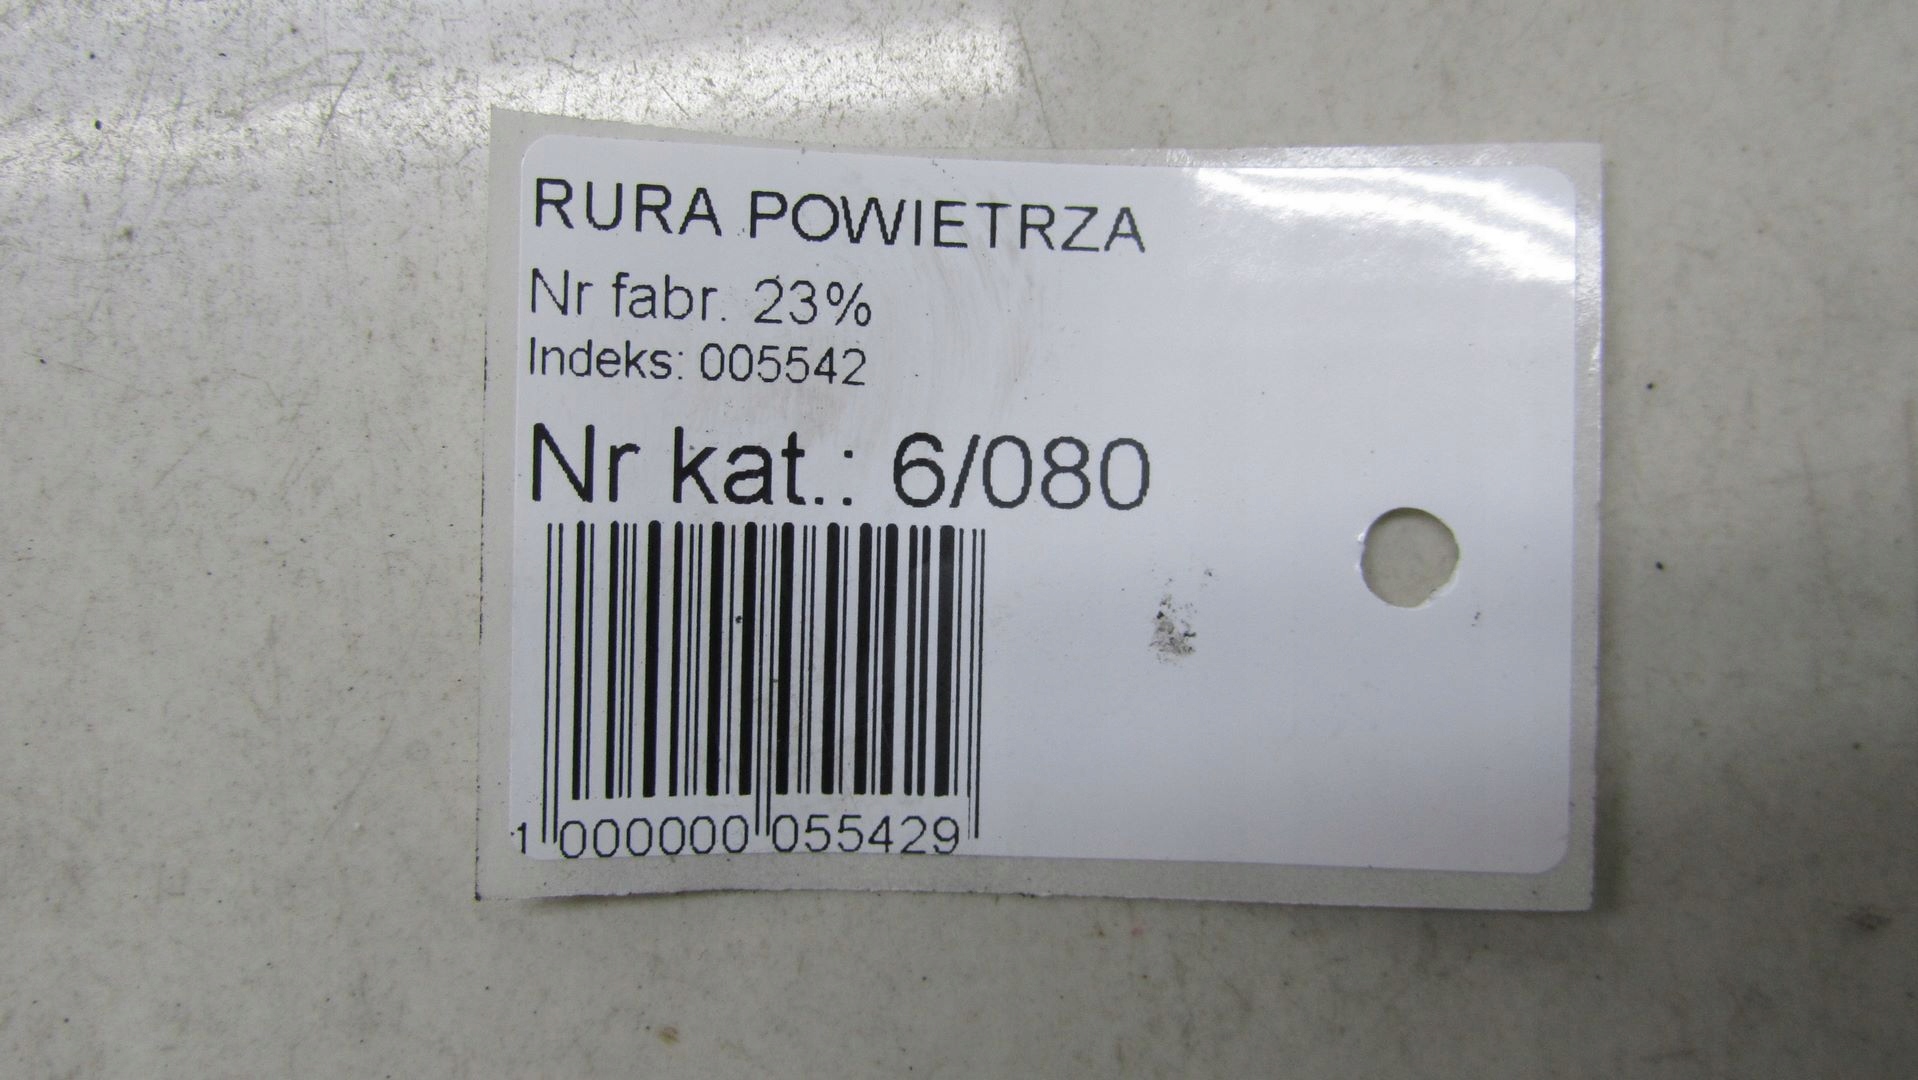 RURA POWIETRZA
Nr fabr. 23%
Indeks: 005542
Nr kat.: 6/080
1 000000 055429